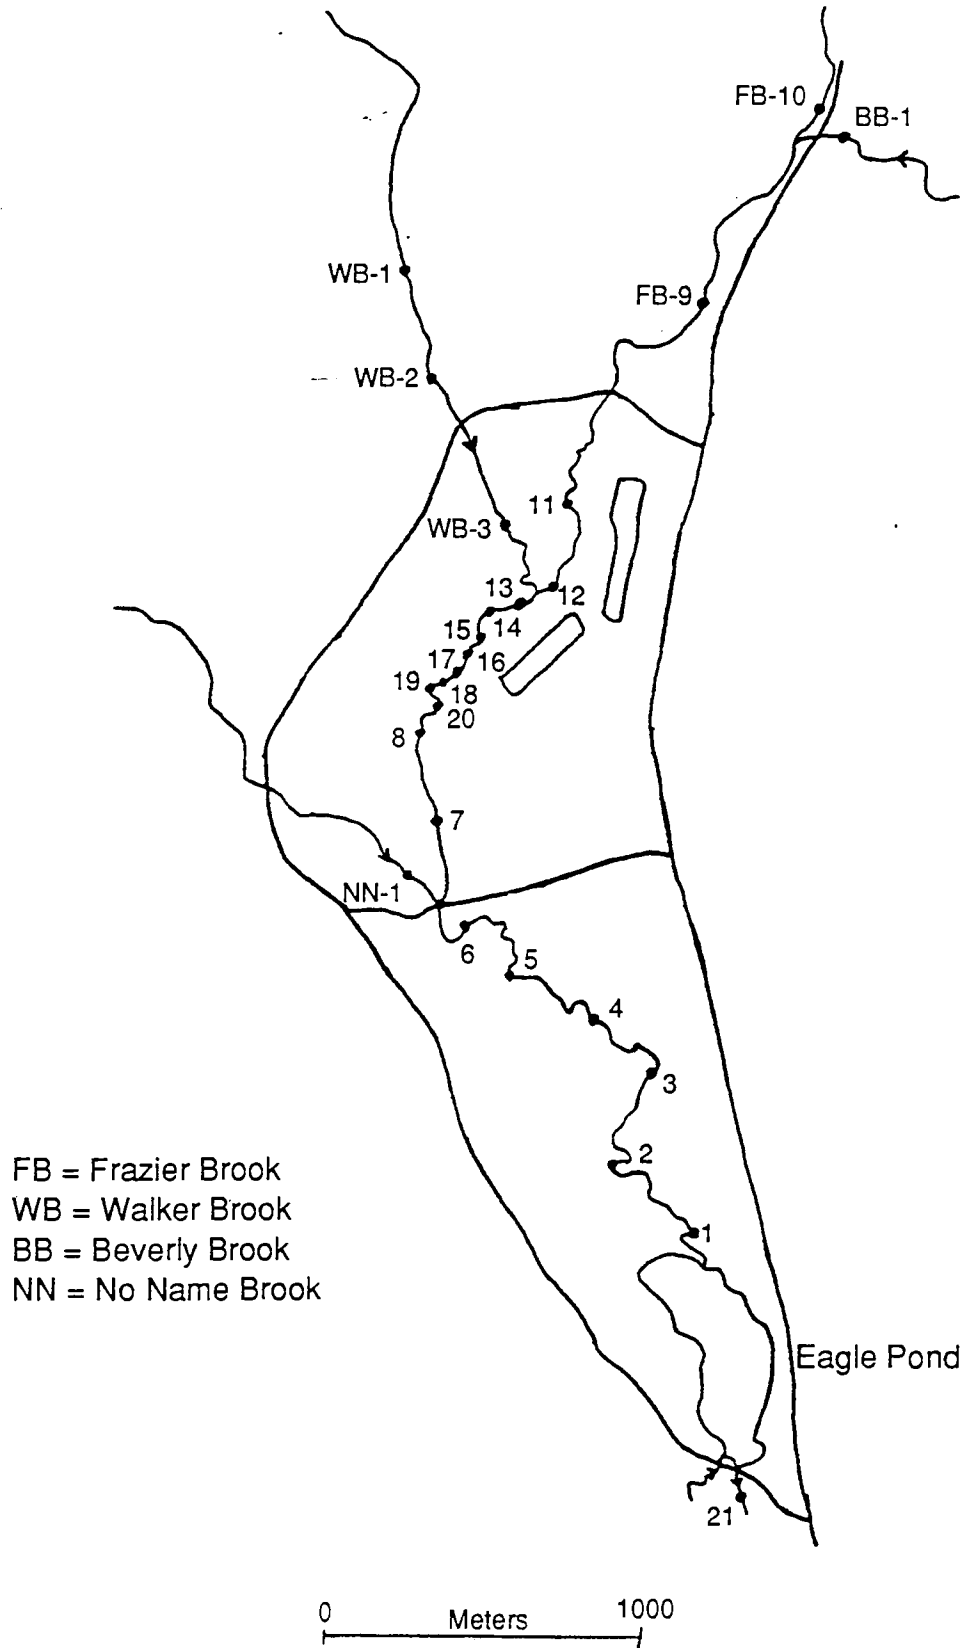 FB-10
BB-1
WB-1
FB-9
WB-2
11
WB-3
13
12
14
15
16
17
19
18
20
8
7
NN-1
6
5
4
3
2
1
FB = Frazier Brook
WB = Walker Brook
BB = Beverly Brook
NN = No Name Brook
Eagle Pond
21
0 Meters 1000